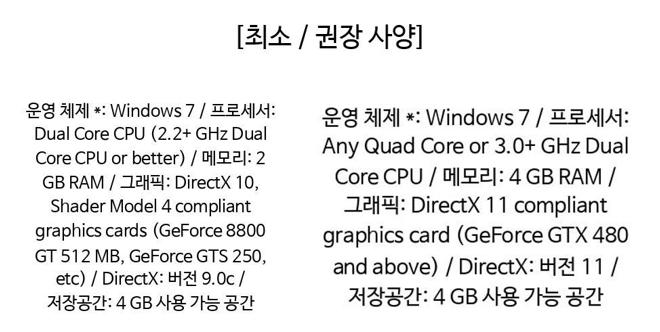 [최소 / 권장 사양]
운영 체제 *: Windows 7 / 프로세서:
Dual Core CPU (2.2+ GHz Dual
Core CPU or better) / 메모리: 2
GB RAM / 그래픽: DirectX 10,
Shader Model 4 compliant
graphics cards (GeForce 8800
GT 512 MB, GeForce GTS 250,
etc) / DirectX: 버전 9.0c /
저장공간: 4 GB 사용 가능 공간
운영 체제 *: Windows 7 / 프로세서:
Any Quad Core or 3.0+ GHz Dual
Core CPU / 메모리: 4 GB RAM /
그래픽: DirectX 11 compliant
graphics card (GeForce GTX 480
and above) / DirectX: 버전 11 /
저장공간: 4 GB 사용 가능 공간